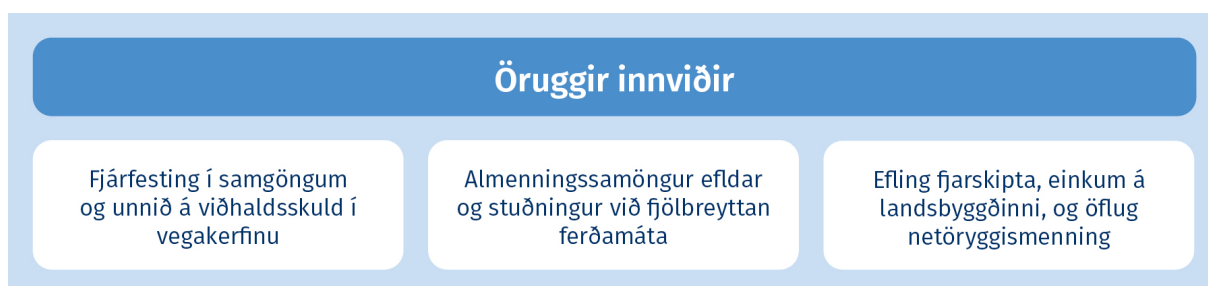 Öruggir innviðir
Fjárfesting í samgöngum
og unnið á viðhaldsskuld í
vegakerfinu
Almenningssamöngur efldar
og stuðningur við fjölbreyttan
ferðamáta
Efling fjarskipta, einkum á
landsbyggðinni, og öflug
netöryggismenning